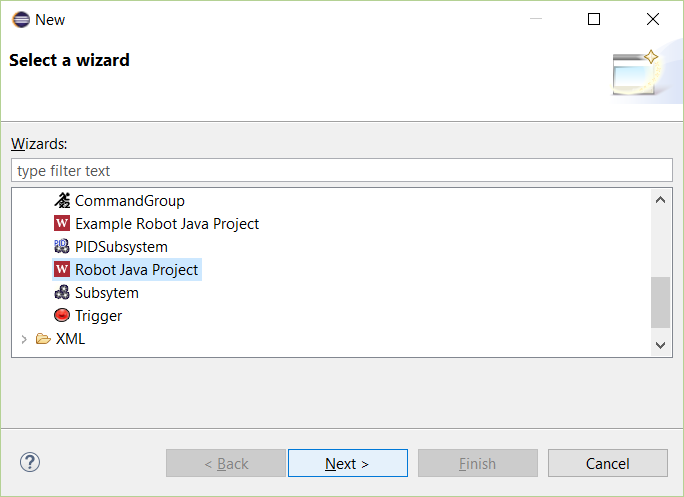 New
Select a wizard
Wizards:
type filter text
CommandGroup
W Example Robot Java Project
PIDSubsystem
W Robot Java Project
Subsytem
Trigger
XML
? < Back Next > Finish Cancel